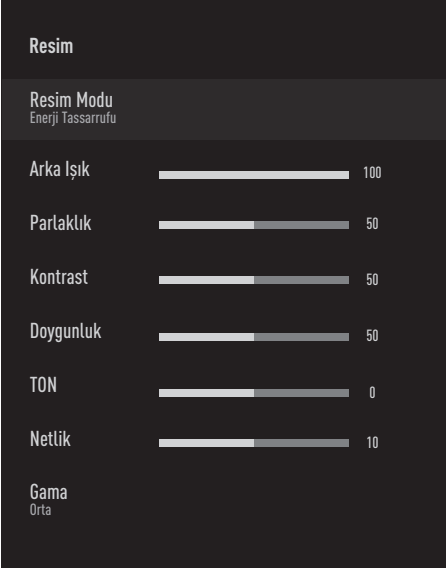 Resim
Resim Modu
Enerji Tassarrufu
Arka Işık 100
Parlaklık 50
Kontrast 50
Doygunluk 50
TON 0
Netlik 10
Gama
Orta